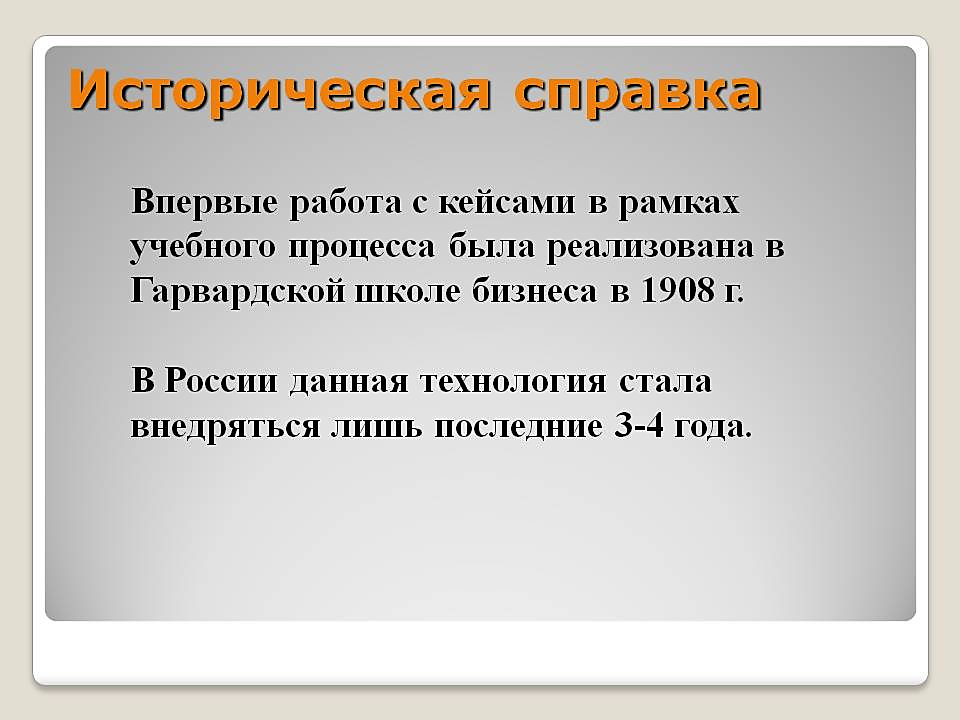 Историческая справка
Впервые работа с кейсами в рамках
учебного процесса была реализована в
Гарвардской школе бизнеса в 1908 г.
В России данная технология стала
внедряться лишь последние 3-4 года.